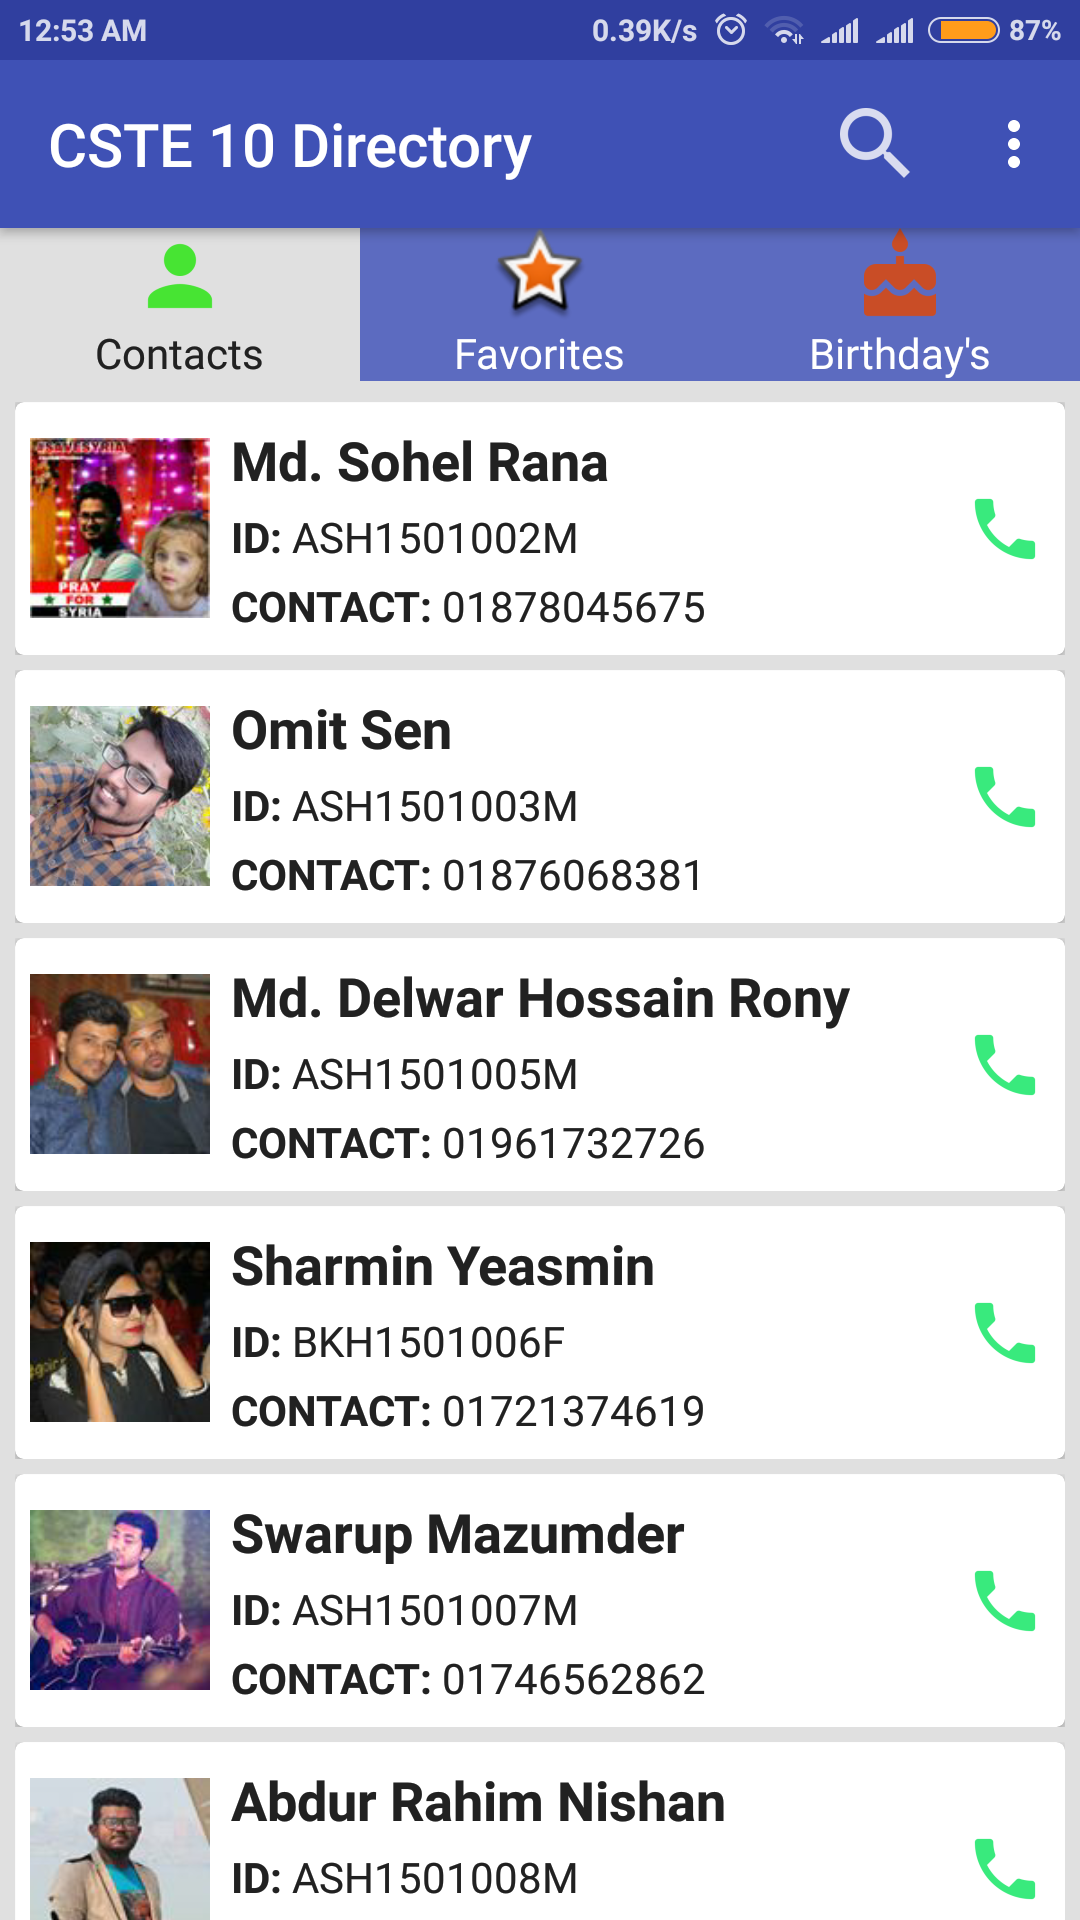 12:53 AM 0.39K/s 87%
CSTE 10 Directory
Contacts Favorites Birthday's
#SAVESYRIA
PRAY
FOR
SYRIA
Md. Sohel Rana
ID: ASH1501002M
CONTACT: 01878045675
Omit Sen
ID: ASH1501003M
CONTACT: 01876068381
Md. Delwar Hossain Rony
ID: ASH1501005M
CONTACT: 01961732726
Sharmin Yeasmin
ID: BKH1501006F
CONTACT: 01721374619
Swarup Mazumder
ID: ASH1501007M
CONTACT: 01746562862
Abdur Rahim Nishan
ID: ASH1501008M